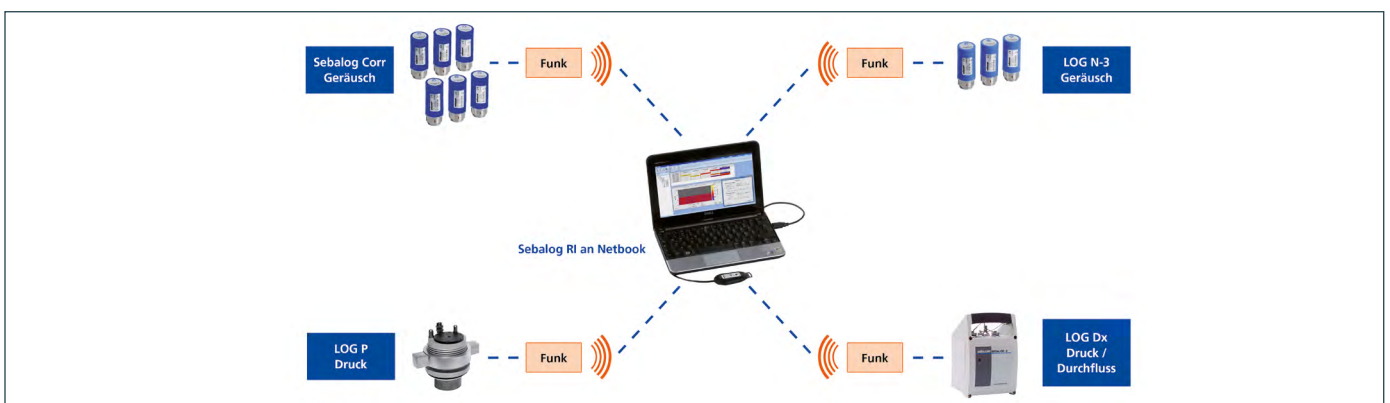 Sebalog Corr
Geräusch
Funk
Funk
LOG N-3
Geräusch
Sebalog RI an Netbook
LOG P
Druck
Funk
Funk
LOG Dx
Druck /
Durchfluss